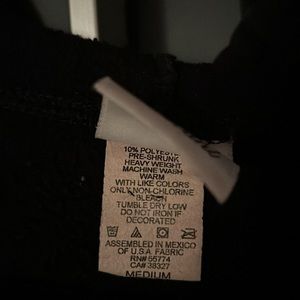 10% POLYESTER
PRE-SHRUNK
HEAVY WEIGHT
MACHINE WASH
WARM
WITH LIKE COLORS
ONLY NON-CHLORINE
BLEACH
TUMBLE DRY LOW
DO NOT IRON IF
DECORATED
ASSEMBLED IN MEXICO
OF U.S.A. FABRIC
RN# 55774
CA# 38327
MEDIUM